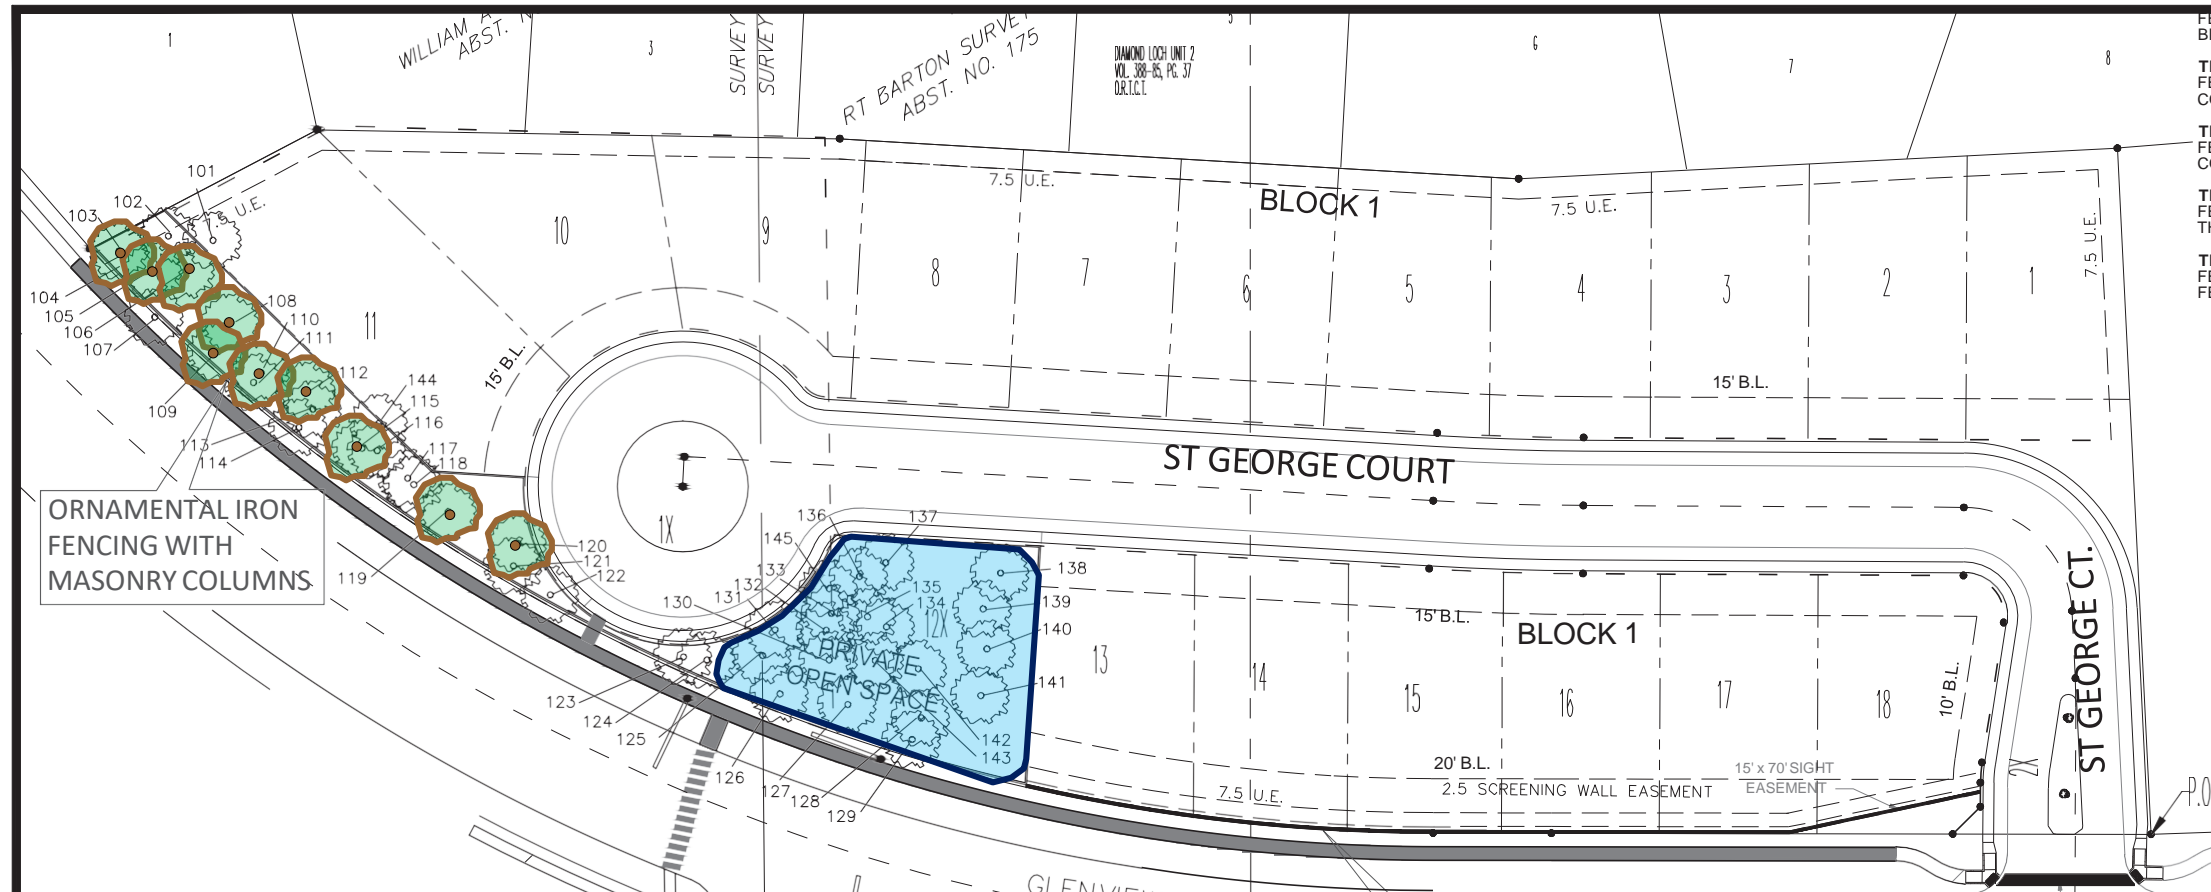 1
WILLIAM A
ABST. N
3
SURVEY
SURVEY
RT BARTON SURVEY
ABST. NO. 175
DIAMOND LOCH UNIT 2
VOL. 388-85, PG. 37
O.R.T.C.T.
5
6
7
8
101
102
103
7.5 U.E.
7.5 U.E.
BLOCK 1
7.5 U.E.
7.5 U.E.
10
9
8
7
6
5
4
3
2
1
104
105
106
107
108
110
111
112
11
15' B.L.
15' B.L.
109
144
115
116
113
114
117
118
ST GEORGE COURT
ORNAMENTAL IRON
FENCING WITH
MASONRY COLUMNS
119
120
121
122
1X
136
137
145
138
133
132
131
130
135
134
139
12X
140
PRIVATE
OPEN SPACE
141
123
124
125
126
127
128
129
142
143
13
14
15
16
17
18
15' B.L.
BLOCK 1
10' B.L.
ST GEORGE CT.
2X
20' B.L.
7.5 U.E.
2.5 SCREENING WALL EASEMENT
15' x 70' SIGHT
EASEMENT
P.O
GLENVIE